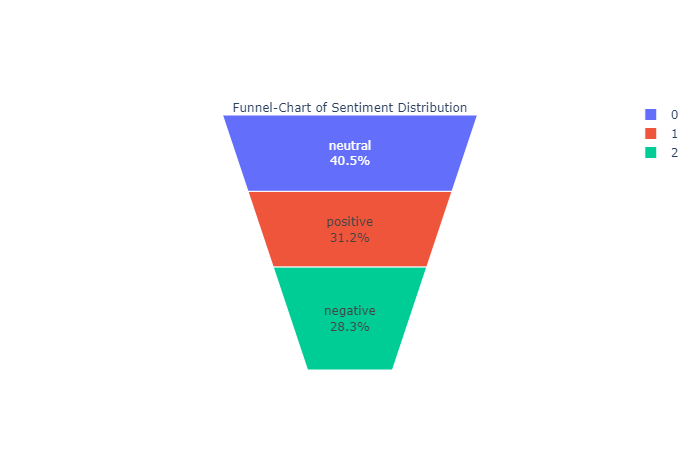 Funnel-Chart of Sentiment Distribution
neutral
40.5%
positive
31.2%
negative
28.3%
0
1
2